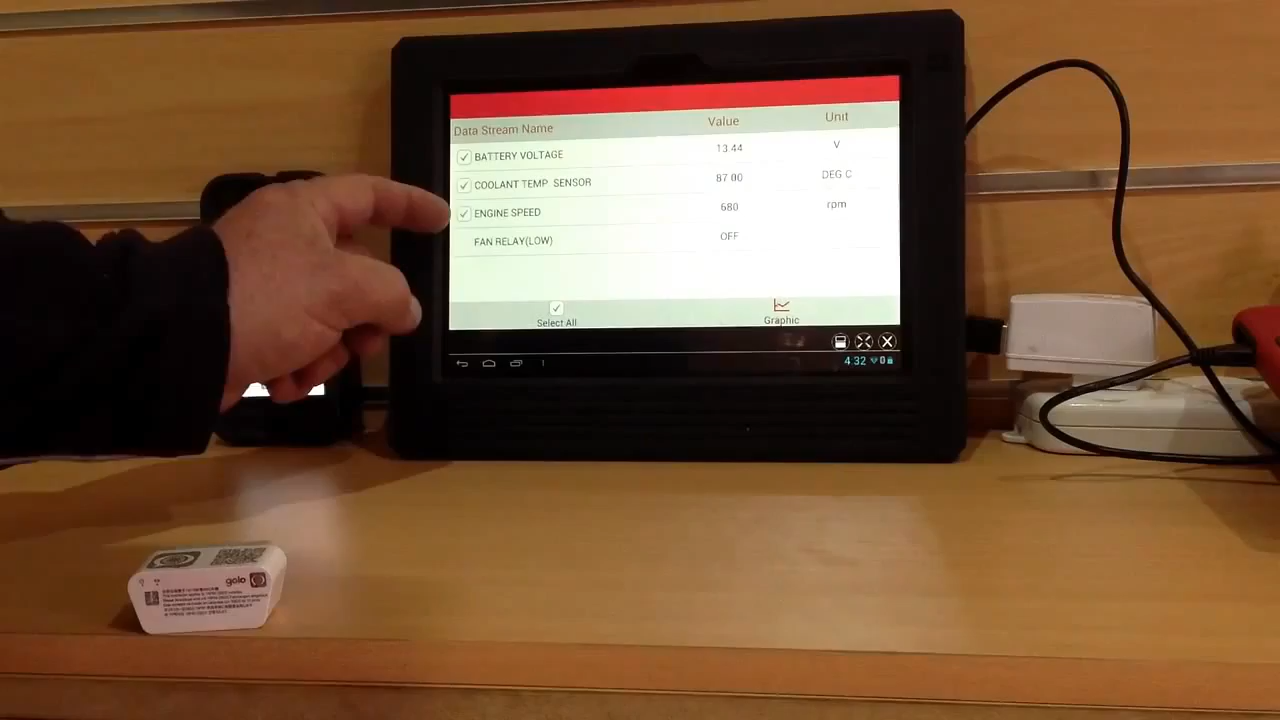 Data Stream Name Value Unit
BATTERY VOLTAGE 13.44 V
COOLANT TEMP SENSOR 87.00 DEG C
ENGINE SPEED 680 rpm
FAN RELAY(LOW) OFF
Select All Graphic
4:32
golo